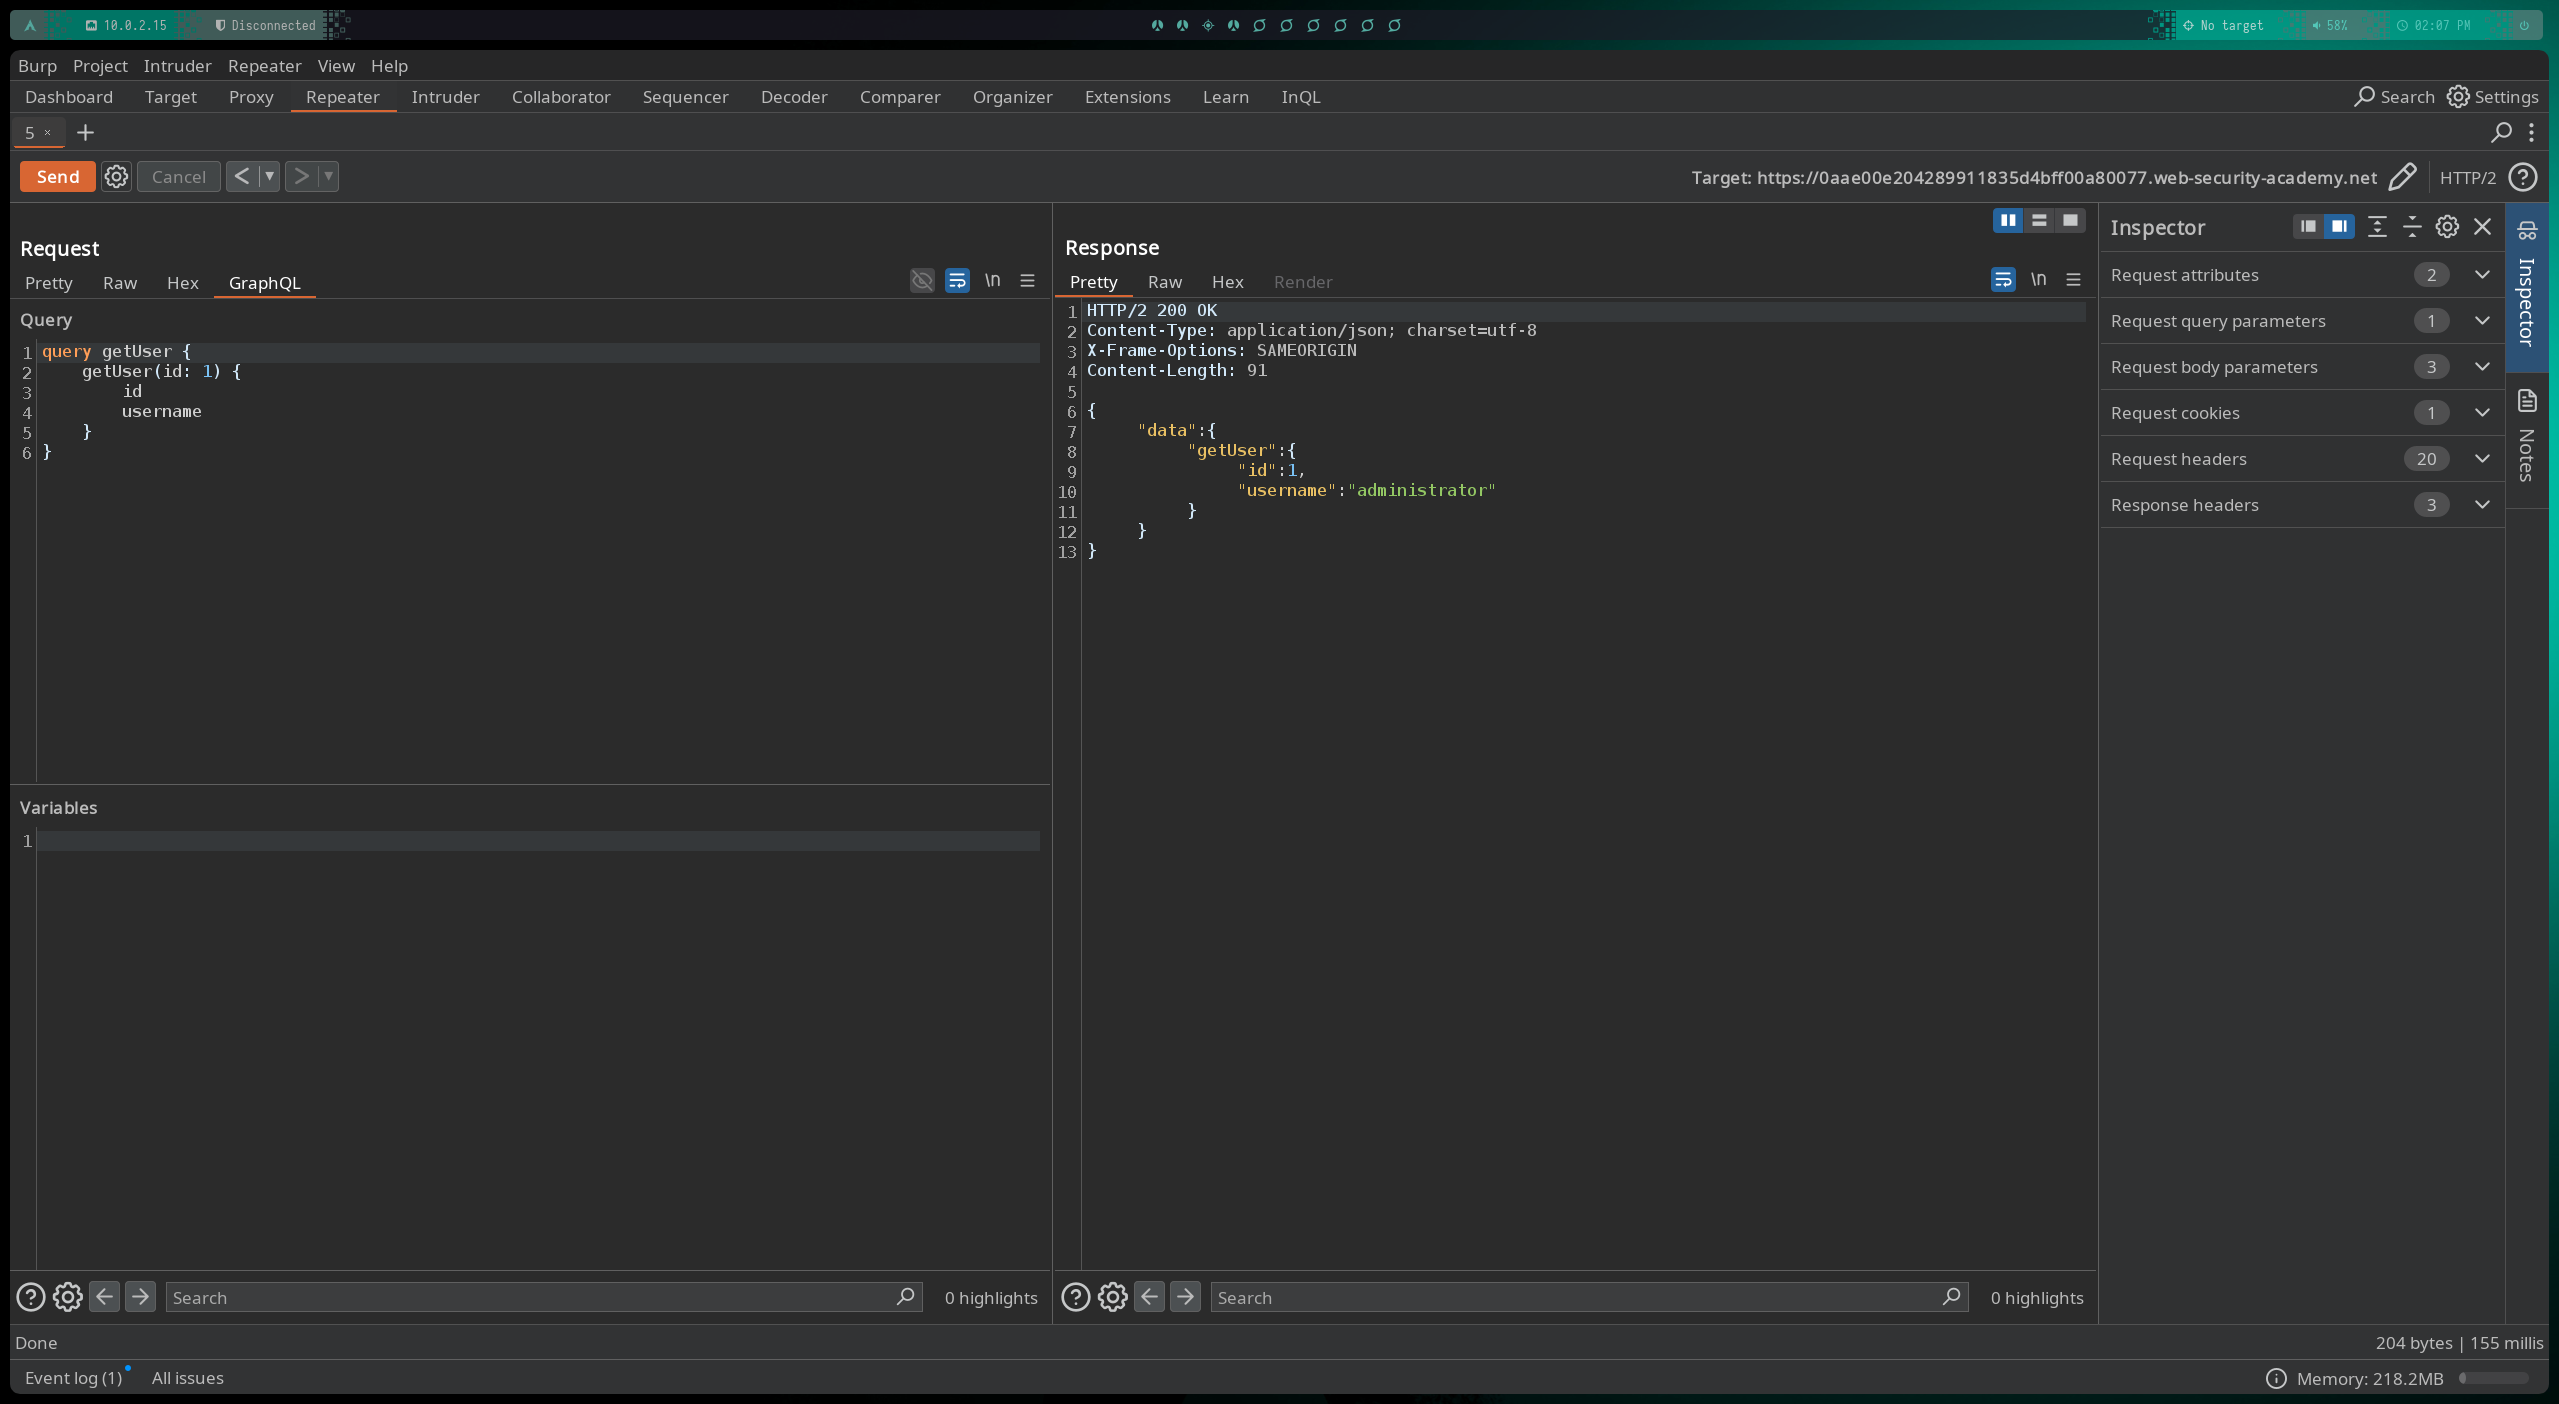 10.0.2.15 Disconnected No target 58% 02:07 PM
Burp Project Intruder Repeater View Help
Dashboard Target Proxy Repeater Intruder Collaborator Sequencer Decoder Comparer Organizer Extensions Learn InQL Search Settings
5 × +
Send Cancel < ▼ > ▼ Target: https://0aae00e204289911835d4bff00a80077.web-security-academy.net HTTP/2
Request
Pretty Raw Hex GraphQL \n
Query
1 query getUser {
2 getUser(id: 1) {
3 id
4 username
5 }
6 }
Variables
1
Search 0 highlights
Response
Pretty Raw Hex Render \n
1 HTTP/2 200 OK
2 Content-Type: application/json; charset=utf-8
3 X-Frame-Options: SAMEORIGIN
4 Content-Length: 91
5
6 {
7 "data":{
8 "getUser":{
9 "id":1,
10 "username":"administrator"
11 }
12 }
13 }
Search 0 highlights
Inspector
Request attributes 2
Request query parameters 1
Request body parameters 3
Request cookies 1
Request headers 20
Response headers 3
Inspector
Notes
Done 204 bytes | 155 millis
Event log (1) All issues Memory: 218.2MB